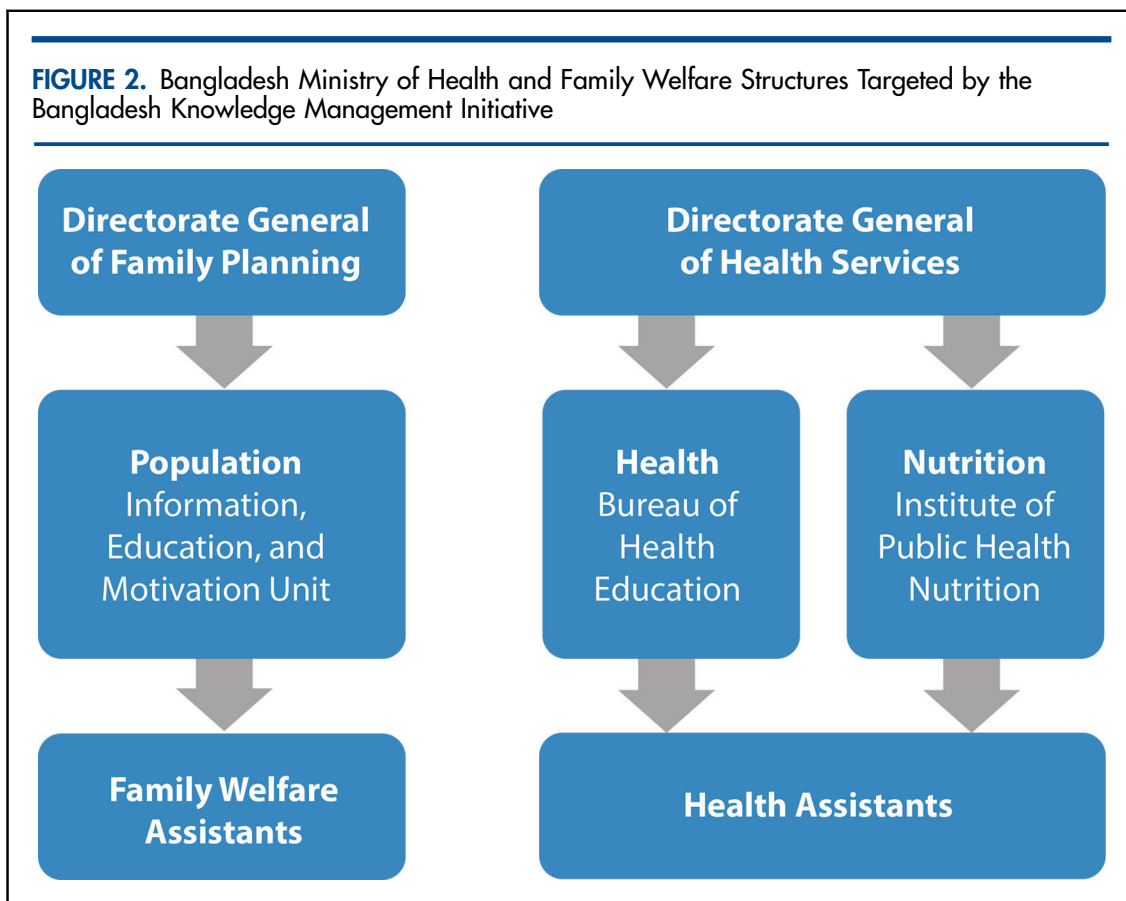 FIGURE 2. Bangladesh Ministry of Health and Family Welfare Structures Targeted by the
Bangladesh Knowledge Management Initiative
Directorate General
of Family Planning
Directorate General
of Health Services
Population
Information,
Education, and
Motivation Unit
Health
Bureau of
Health
Education
Nutrition
Institute of
Public Health
Nutrition
Family Welfare
Assistants
Health Assistants